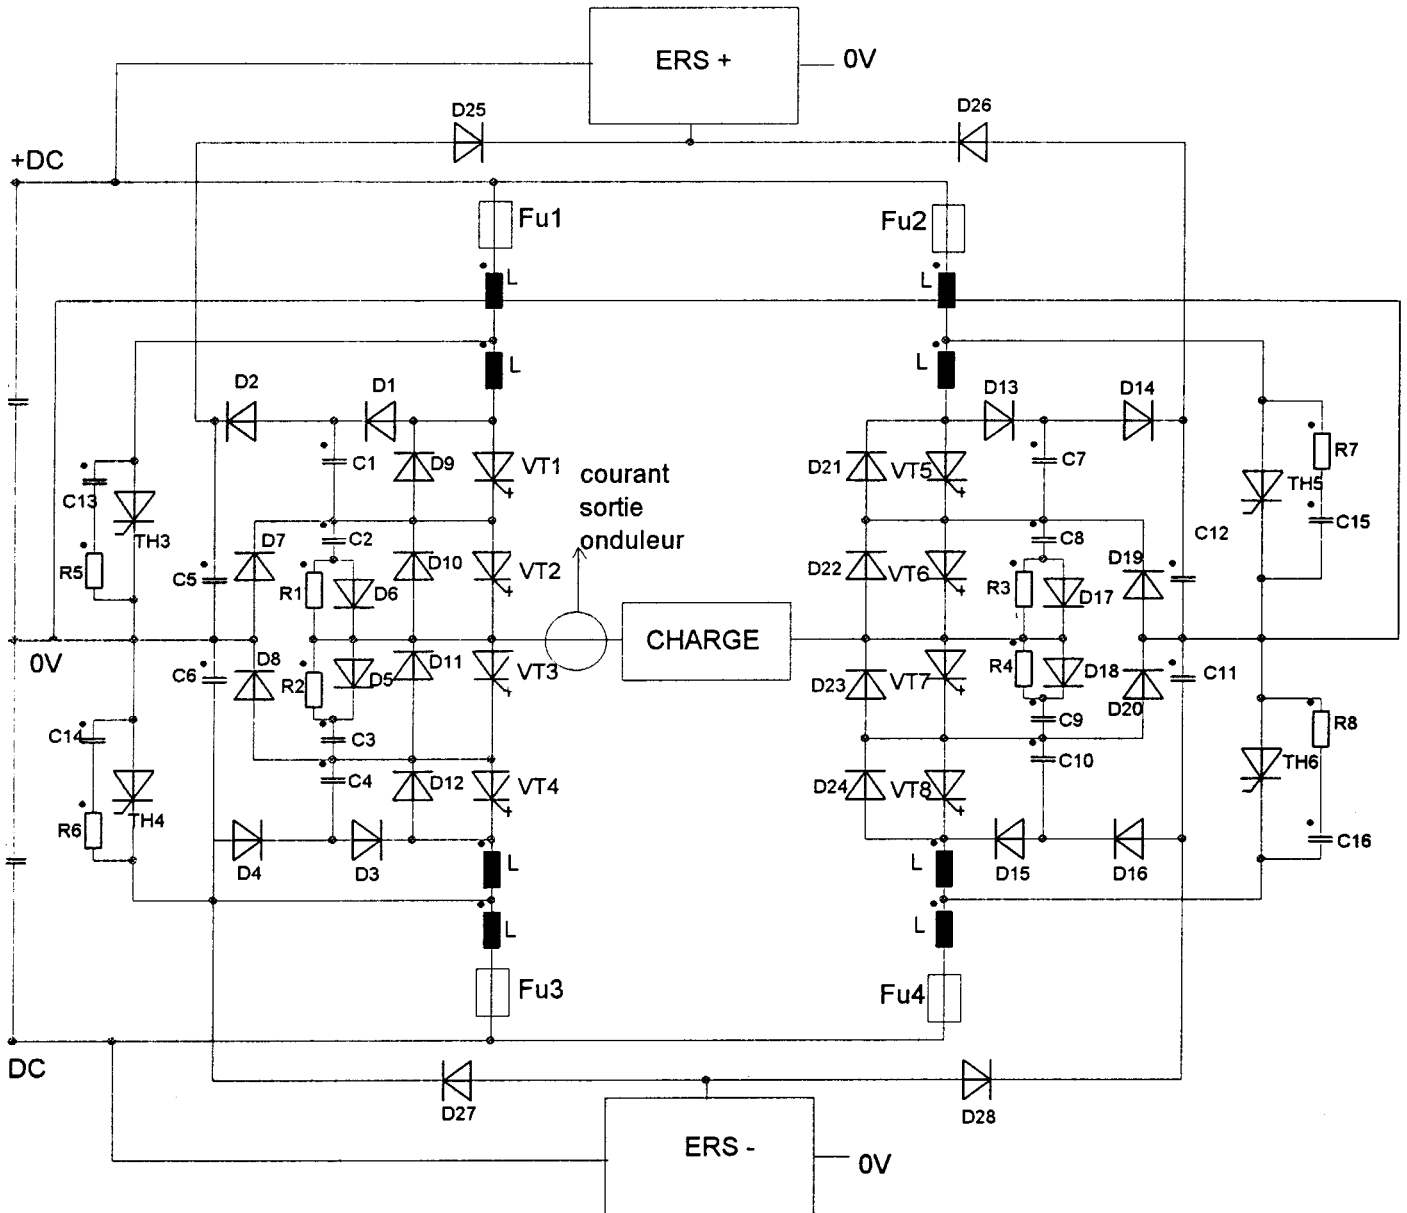 ERS +
0V
D25
D26
+DC
Fu1
Fu2
L
L
L
L
D2
D1
D13
D14
C1
D9
VT1
courant
sortie
onduleur
D21
VT5
C7
R7
TH5
C13
TH3
C15
D7
C2
C8
C12
D19
R5
C5
R1
D6
D10
VT2
D22
VT6
R3
D17
CHARGE
0V
D8
C6
R2
D5
D11
VT3
D23
VT7
R4
D18
D20
C11
C14
C3
C9
R8
C4
D12
VT4
D24
VT8
C10
TH6
R6
TH4
C16
D4
D3
L
L
D15
D16
L
L
Fu3
Fu4
DC
D27
D28
ERS -
0V